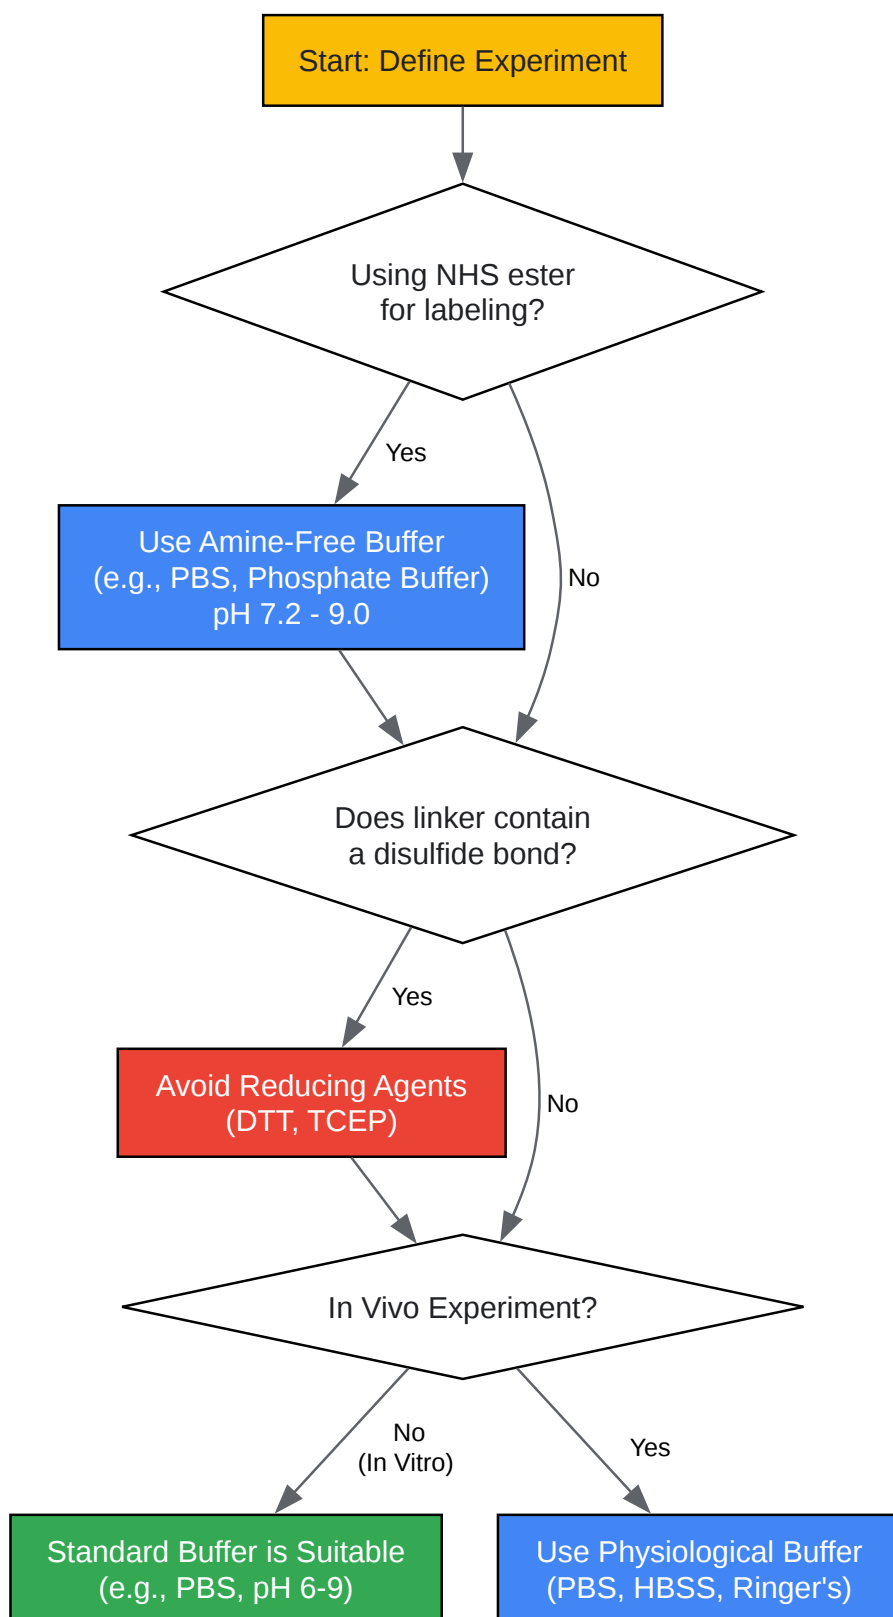 Start: Define Experiment
Using NHS ester
for labeling?
Yes
Use Amine-Free Buffer
(e.g., PBS, Phosphate Buffer)
pH 7.2 - 9.0
No
Does linker contain
a disulfide bond?
Yes
Avoid Reducing Agents
(DTT, TCEP)
No
In Vivo Experiment?
No
(In Vitro)
Yes
Standard Buffer is Suitable
(e.g., PBS, pH 6-9)
Use Physiological Buffer
(PBS, HBSS, Ringer's)